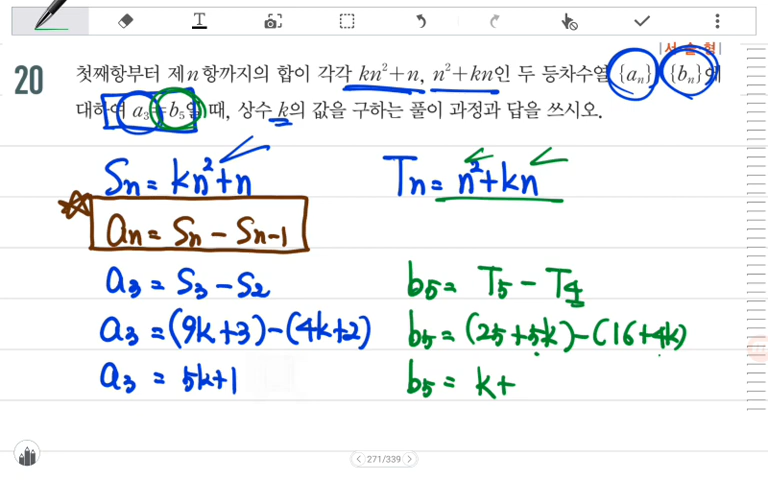 |서술형|
20 첫째항부터 제n항까지의 합이 각각 kn²+n, n²+kn인 두 등차수열 {aₙ}, {bₙ}에
대하여 a₃=b₅일 때, 상수 k의 값을 구하는 풀이 과정과 답을 쓰시오.
Sn = kn²+n Tn = n²+kn
an = Sn - Sn-1
a₃ = S₃ - S₂ b₅ = T₅ - T₄
a₃ = (9k+3)-(4k+2) b₅ = (25+5k)-(16+4k)
a₃ = 5k+1 b₅ = k+
< 271/339 >